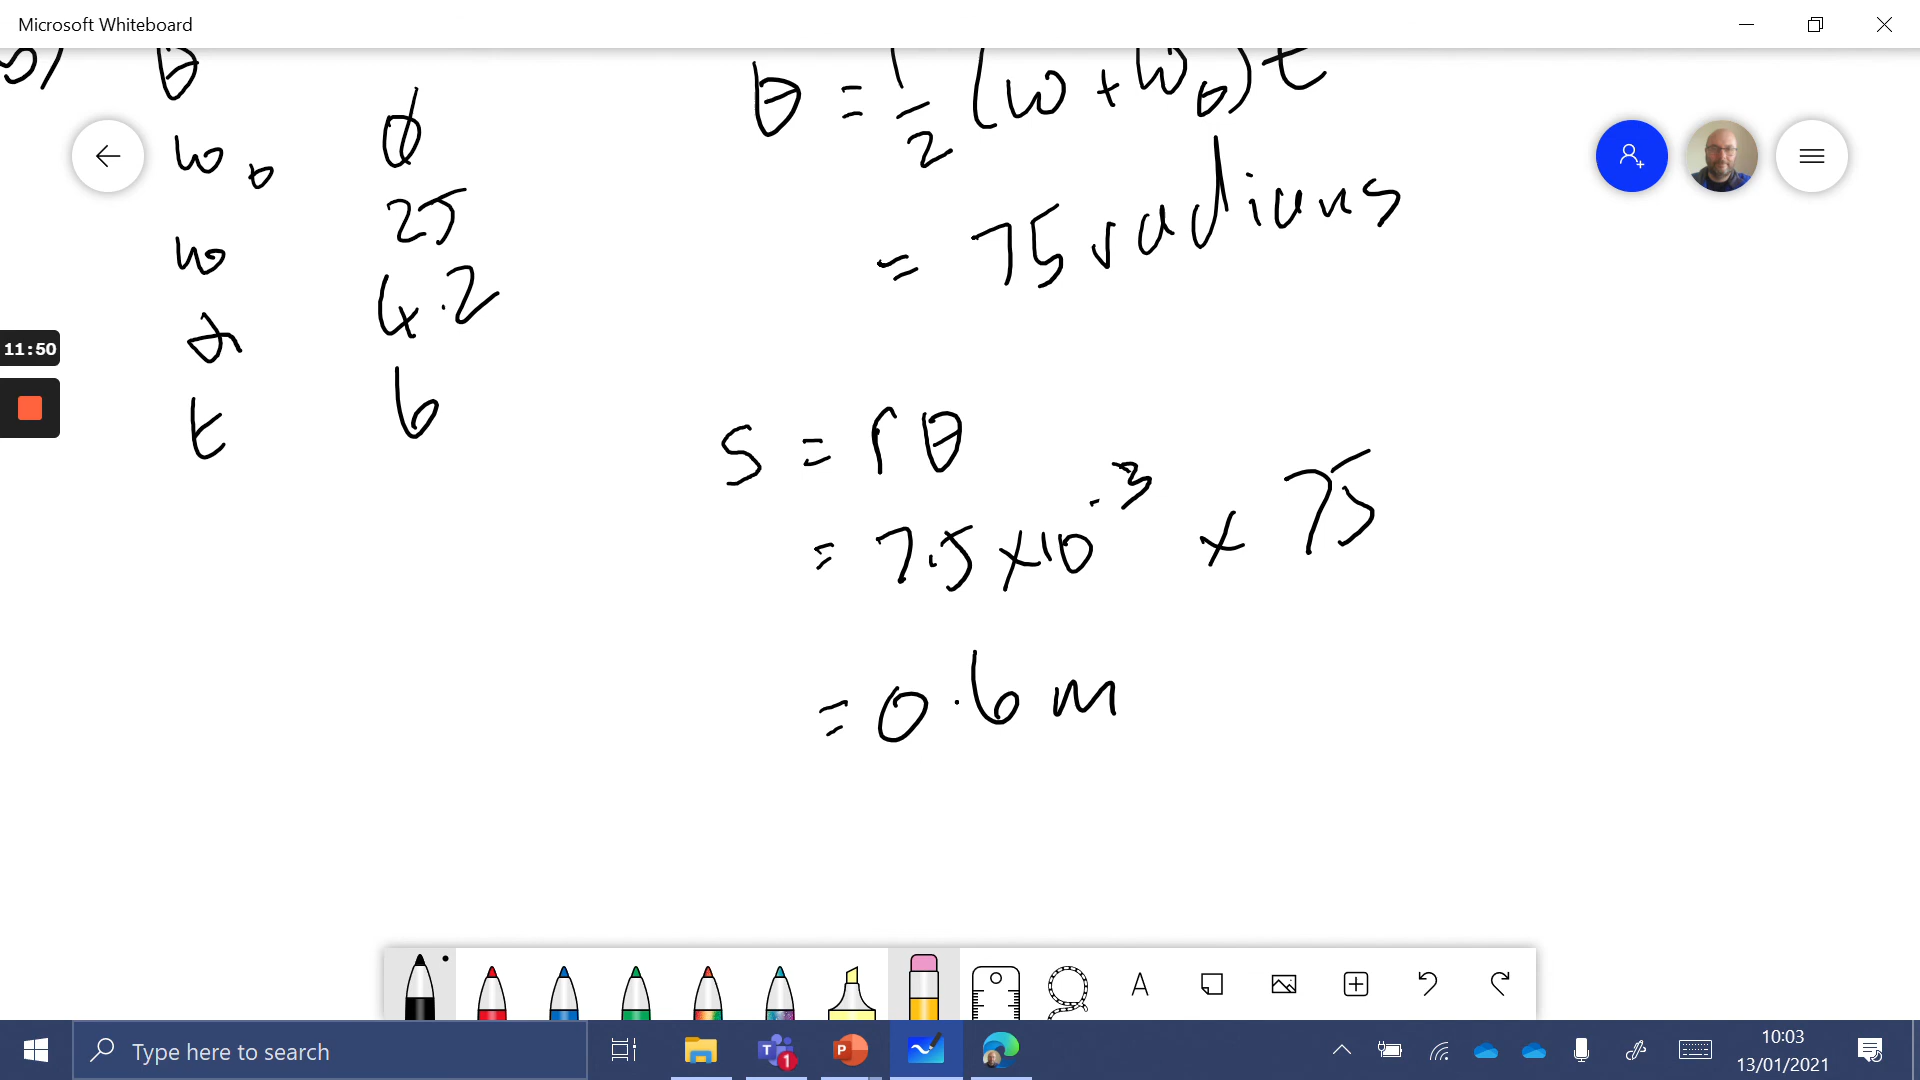 Microsoft Whiteboard
b) θ
ω₀ 0
ω 25
α 4.2
t 6
θ = 1/2 (ω + ω₀)t
= 75 radians
s = rθ
= 7.5 × 10⁻³ × 75
= 0.6 m
11:50
A
Type here to search
T
1
P
10:03
13/01/2021